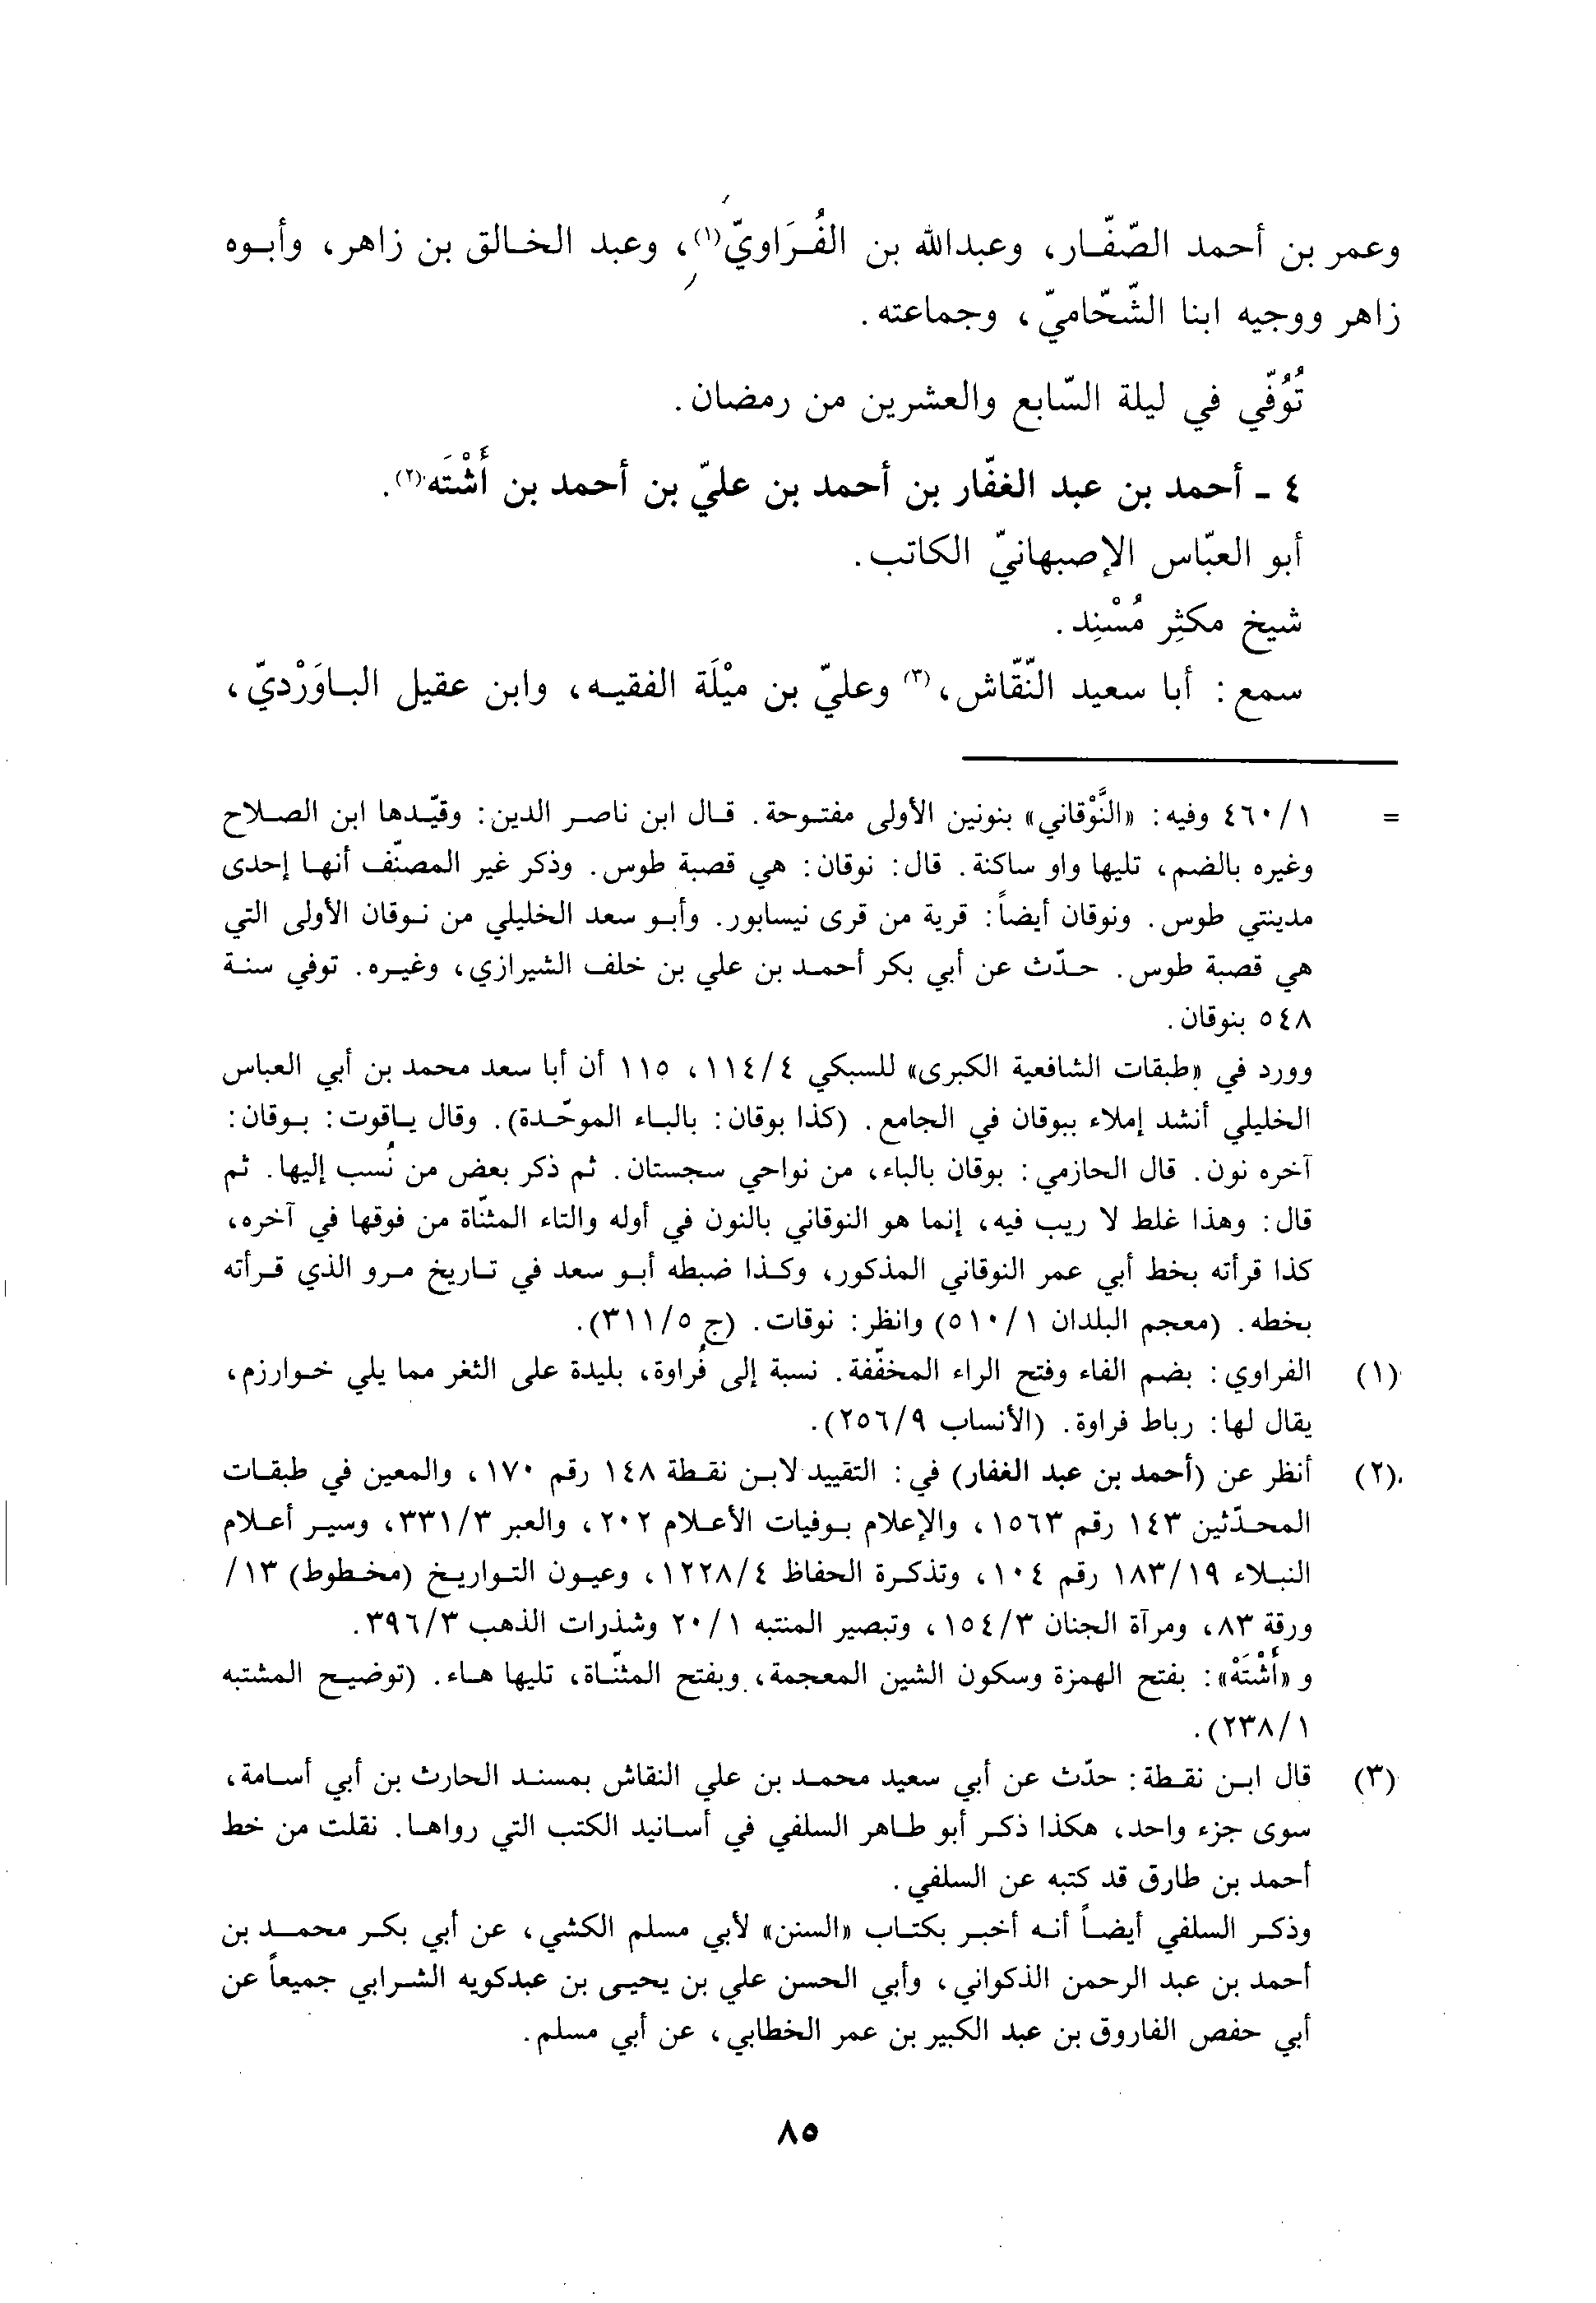 وعمر بن أحمد الصّفّار، وعبدالله بن الفُرَاويّ(١)، وعبد الخالق بن زاهر، وأبوه
زاهر ووجيه ابنا الشّحّاميّ، وجماعته.
تُوُفّي في ليلة السّابع والعشرين من رمضان.
٤ - أحمد بن عبد الغفّار بن أحمد بن عليّ بن أحمد بن أُشْتَه(٢).
أبو العبّاس الإصبهانيّ الكاتب.
شيخ مكثِر مُسْنِد.
سمع: أبا سعيد النّقّاش،(٣) وعليّ بن ميْلَة الفقيه، وابن عقيل الباوَرْديّ،
= ١/ ٤٦٠ وفيه: «النَّوْقاني» بنونين الأولى مفتوحة. قال ابن ناصر الدين: وقيّدها ابن الصلاح
وغيره بالضم، تليها واو ساكنة. قال: نوقان: هي قصبة طوس. وذكر غير المصنّف أنها إحدى
مدينتي طوس. ونوقان أيضاً: قرية من قرى نيسابور. وأبو سعد الخليلي من نوقان الأولى التي
هي قصبة طوس. حدّث عن أبي بكر أحمد بن علي بن خلف الشيرازي، وغيره. توفي سنة
٥٤٨ بنوقان.
وورد في «طبقات الشافعية الكبرى» للسبكي ٤/ ١١٤، ١١٥ أن أبا سعد محمد بن أبي العباس
الخليلي أنشد إملاء ببوقان في الجامع. (كذا بوقان: بالباء الموحّدة). وقال ياقوت: بوقان:
آخره نون. قال الحازمي: بوقان بالباء، من نواحي سجستان. ثم ذكر بعض من نُسب إليها. ثم
قال: وهذا غلط لا ريب فيه، إنما هو النوقاني بالنون في أوله والتاء المثنّاة من فوقها في آخره،
كذا قرأته بخط أبي عمر النوقاني المذكور، وكذا ضبطه أبو سعد في تاريخ مرو الذي قرأته
بخطه. (معجم البلدان ١/ ٥١٠) وانظر: نوقات. (ج ٥/ ٣١١).
(١) الفراوي: بضم الفاء وفتح الراء المخفّفة. نسبة إلى فُراوة، بليدة على الثغر مما يلي خوارزم،
يقال لها: رباط فراوة. (الأنساب ٩/ ٢٥٦).
(٢) أنظر عن (أحمد بن عبد الغفار) في: التقييد لابن نقطة ١٤٨ رقم ١٧٠، والمعين في طبقات
المحدّثين ١٤٣ رقم ١٥٦٣، والإعلام بوفيات الأعلام ٢٠٢، والعبر ٣/ ٣٣١، وسير أعلام
النبلاء ١٩/ ١٨٣ رقم ١٠٤، وتذكرة الحفاظ ٤/ ١٢٢٨، وعيون التواريخ (مخطوط) ١٣/
ورقة ٨٣، ومرآة الجنان ٣/ ١٥٤، وتبصير المنتبه ١/ ٢٠ وشذرات الذهب ٣/ ٣٩٦.
و «أَشْتَهْ»: بفتح الهمزة وسكون الشين المعجمة، وبفتح المثنّاة، تليها هاء. (توضيح المشتبه
١/ ٢٣٨).
(٣) قال ابن نقطة: حدّث عن أبي سعيد محمد بن علي النقاش بمسند الحارث بن أبي أسامة،
سوى جزء واحد، هكذا ذكر أبو طاهر السلفي في أسانيد الكتب التي رواها. نقلت من خط
أحمد بن طارق قد كتبه عن السلفي.
وذكر السلفي أيضاً أنه أخبر بكتاب «السنن» لأبي مسلم الكشي، عن أبي بكر محمد بن
أحمد بن عبد الرحمن الذكواني، وأبي الحسن علي بن يحيى بن عبدكويه الشرابي جميعاً عن
أبي حفص الفاروق بن عبد الكبير بن عمر الخطابي، عن أبي مسلم.
٨٥